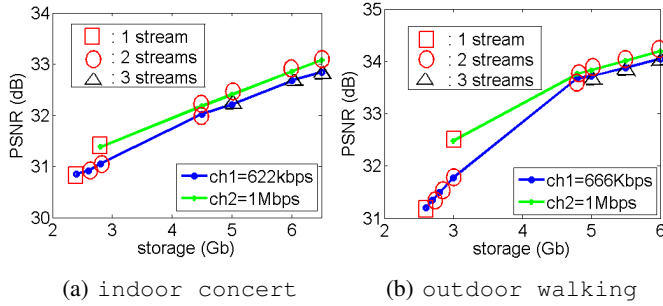 34
33
32
31
30
PSNR (dB)
: 1 stream
: 2 streams
: 3 streams
ch1=622kbps
ch2=1Mbps
2 3 4 5 6
storage (Gb)
(a) indoor concert
35
34
33
32
31
PSNR (dB)
: 1 stream
: 2 streams
: 3 streams
ch1=666Kbps
ch2=1Mbps
2 3 4 5 6
storage (Gb)
(b) outdoor walking